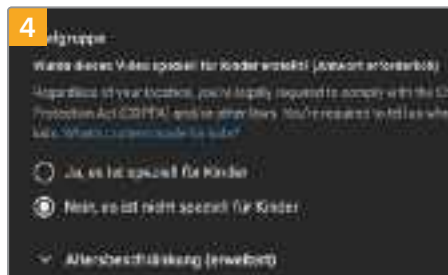 4
elgruppe
Wurde dieses Video speziell für Kinder erstellt? (Antwort erforderlich)
Regardless of your location, you're legally required to comply with the
Protection Act (COPPA) and/or other laws. You're required to tell us
kids. What's content made for kids?
Ja, es ist speziell für Kinder
Nein, es ist nicht speziell für Kinder
Altersbeschränkung (erweitert)